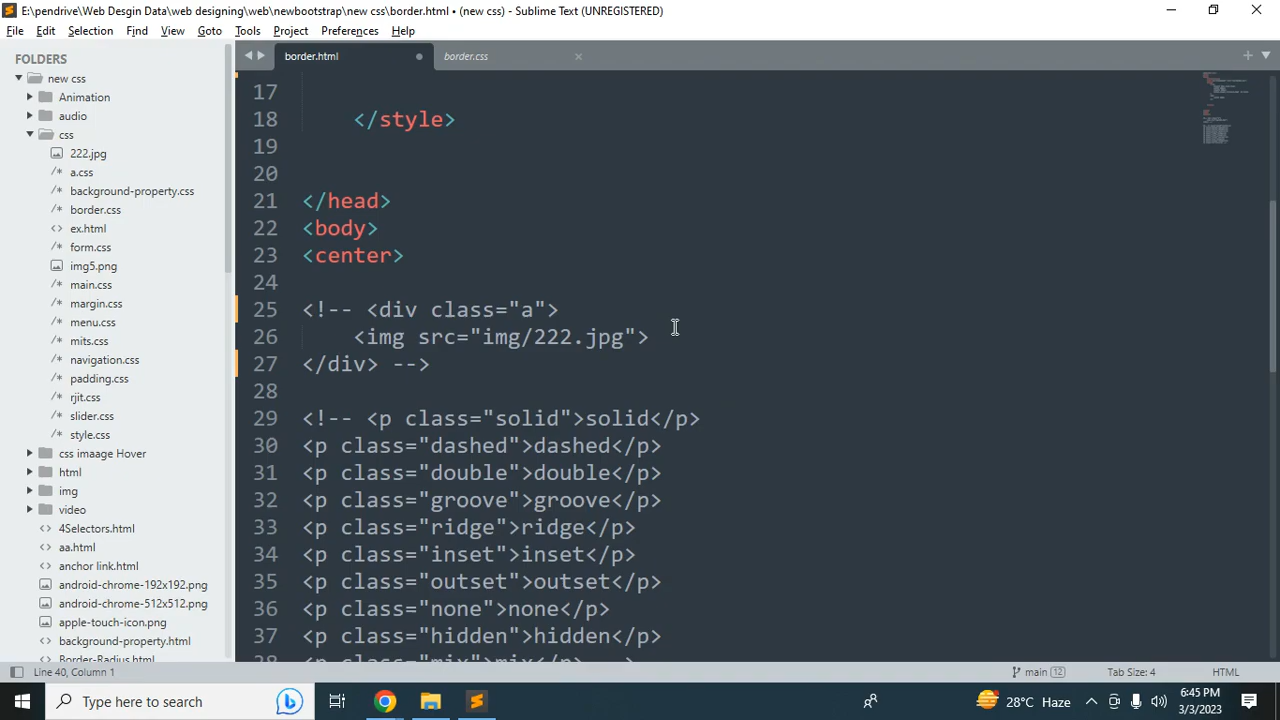 E:\pendrive\Web Desgin Data\web designing\web\newbootstrap\new css\border.html • (new css) - Sublime Text (UNREGISTERED)
File Edit Selection Find View Goto Tools Project Preferences Help
FOLDERS
new css
Animation
audio
css
222.jpg
a.css
background-property.css
border.css
ex.html
form.css
img5.png
main.css
margin.css
menu.css
mits.css
navigation.css
padding.css
rjit.css
slider.css
style.css
css imaage Hover
html
img
video
4Selectors.html
aa.html
anchor link.html
android-chrome-192x192.png
android-chrome-512x512.png
apple-touch-icon.png
background-property.html
Border-Radius.html
border.html border.css
17
18 </style>
19
20
21 </head>
22 <body>
23 <center>
24
25 <!-- <div class="a">
26 <img src="img/222.jpg">
27 </div> -->
28
29 <!-- <p class="solid">solid</p>
30 <p class="dashed">dashed</p>
31 <p class="double">double</p>
32 <p class="groove">groove</p>
33 <p class="ridge">ridge</p>
34 <p class="inset">inset</p>
35 <p class="outset">outset</p>
36 <p class="none">none</p>
37 <p class="hidden">hidden</p>
38 <p class="mix">mix</p> -->
Line 40, Column 1 main 12 Tab Size: 4 HTML
Type here to search
28°C Haze
6:45 PM
3/3/2023